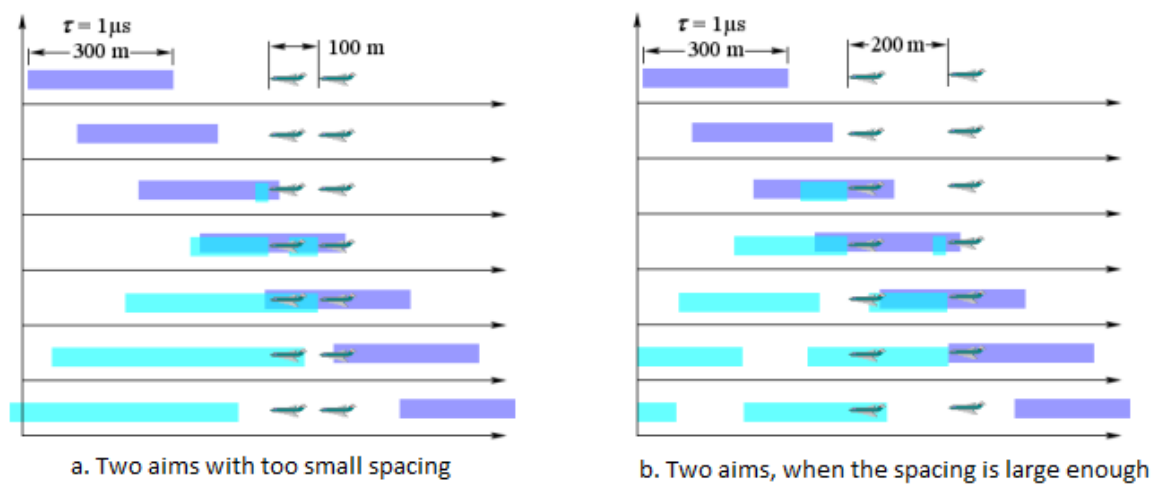 τ = 1µs
300 m
100 m
a. Two aims with too small spacing
τ = 1µs
300 m
200 m
b. Two aims, when the spacing is large enough